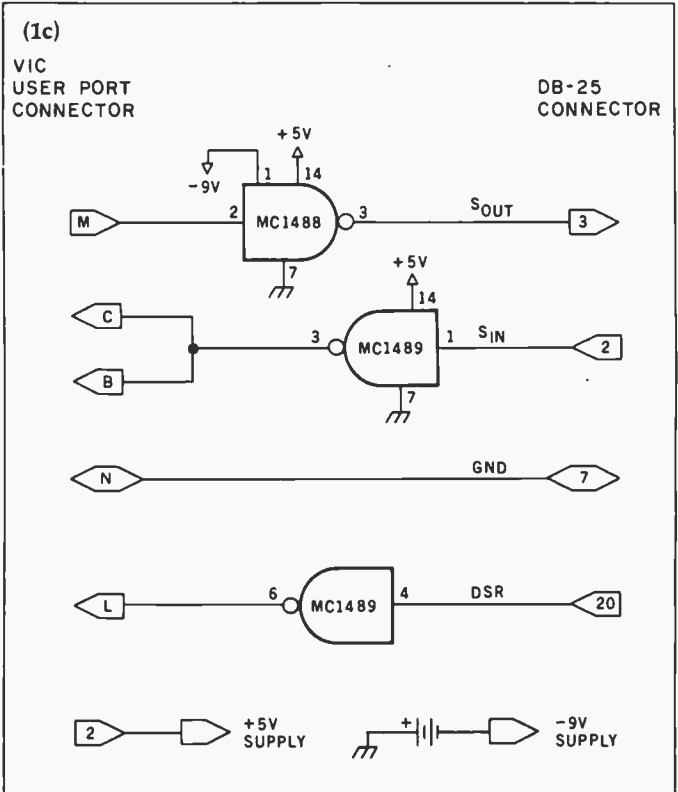 (1c)
VIC
USER PORT
CONNECTOR
DB-25
CONNECTOR
+5V
-9V
1
14
M
2
MC1488
3
SOUT
3
7
+5V
14
C
3
MC1489
1
SIN
2
B
7
N
GND
7
L
6
MC1489
4
DSR
20
2
+5V
SUPPLY
+
-9V
SUPPLY